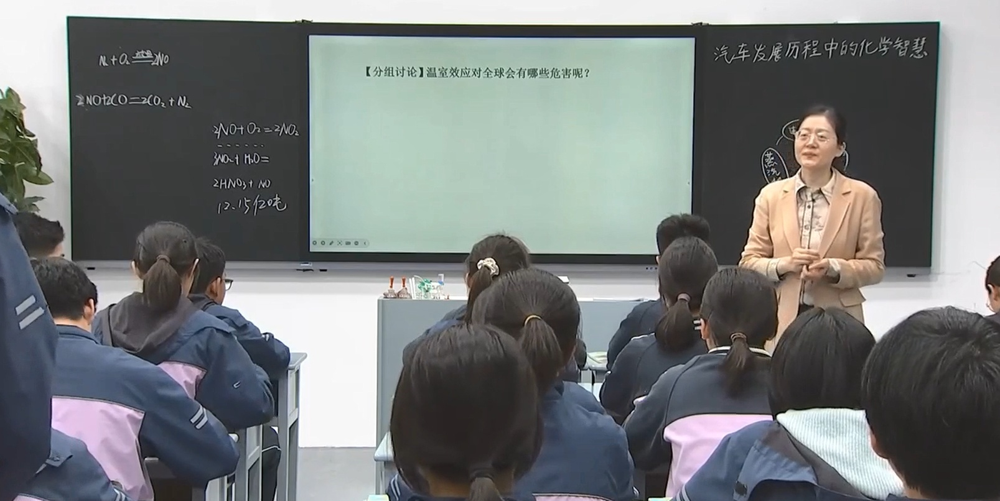 N₂+O₂=2NO
2NO+2CO=2CO₂+N₂
2NO+O₂=2NO₂
3NO₂+H₂O=
2HNO₃+NO
12.15亿吨
【分组讨论】温室效应对全球会有哪些危害呢？
汽车发展历程中的化学智慧
蒸汽